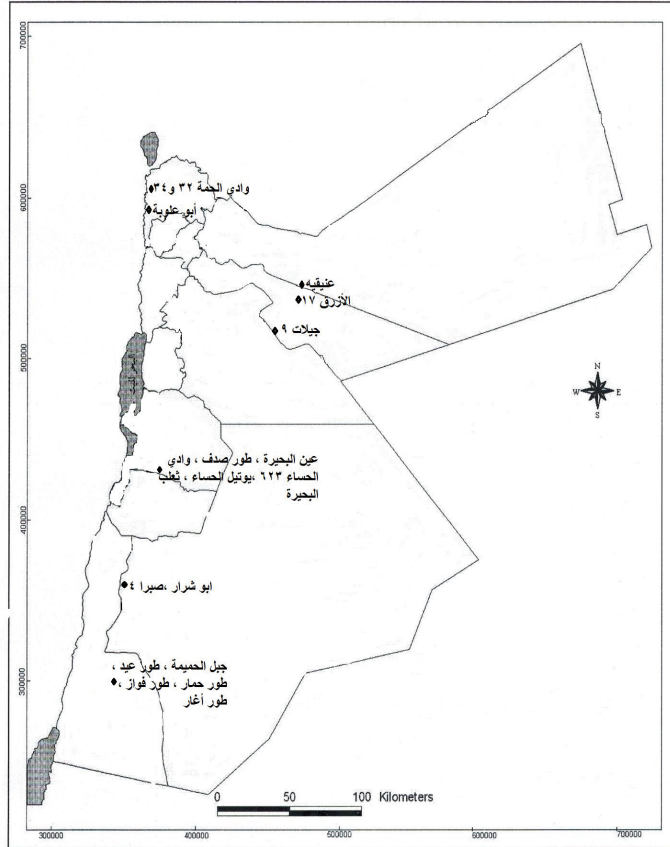 700000
600000
500000
400000
300000
وادي الحمة ٣٢ و٣٤
أبو علوبة
عنيقيه
الأزرق ١٧
جيلات ٩
N
W E
S
عين البحيرة ، طور صدف ، وادي
الحساء ٦٢٣ ،يوتيل الحساء ، ثعلب
البحيرة
ابو شرار ،صبرا ٤
جبل الحميمة ، طور عيد ،
طور حمار ، طور فواز ،
طور أغار
0 50 100 Kilometers
300000 400000 500000 600000 700000